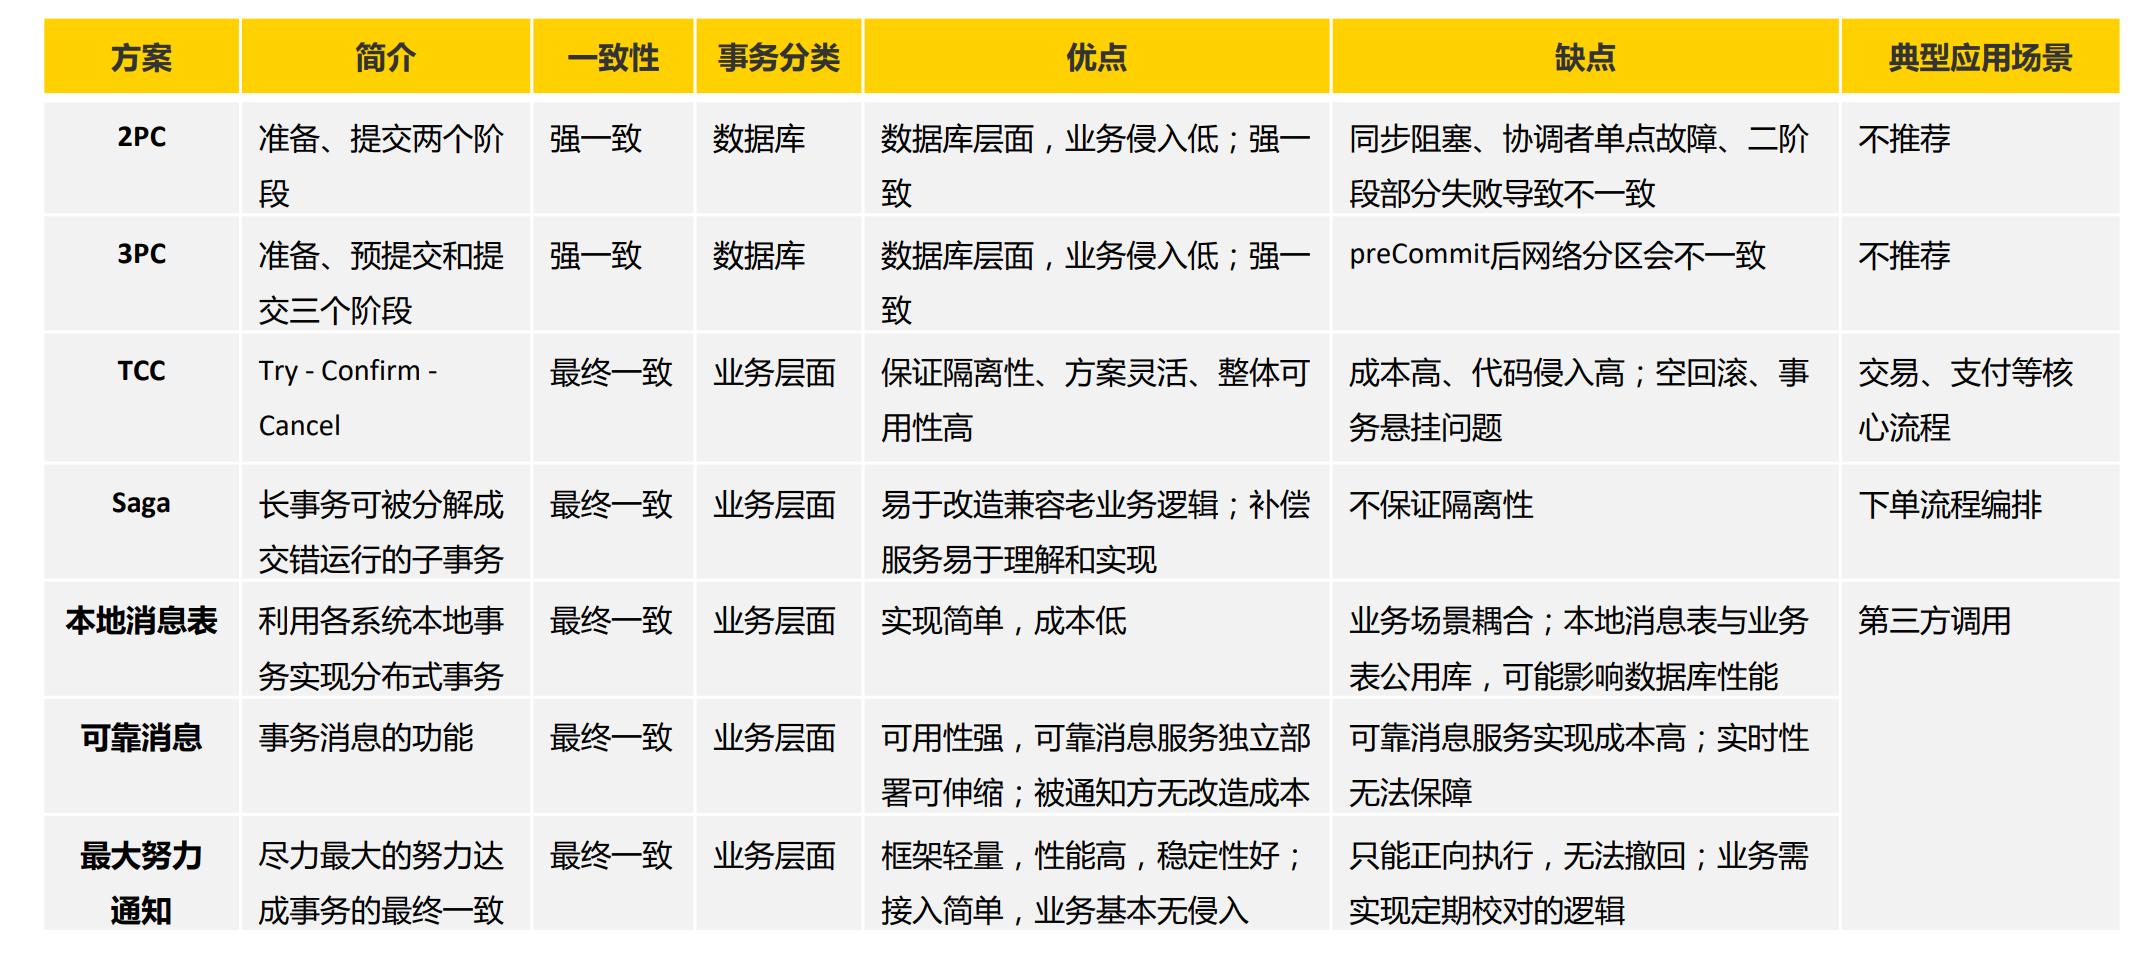 方案 简介 一致性 事务分类 优点 缺点 典型应用场景
2PC 准备、提交两个阶 强一致 数据库 数据库层面，业务侵入低；强一 同步阻塞、协调者单点故障、二阶 不推荐
段 致 段部分失败导致不一致
3PC 准备、预提交和提 强一致 数据库 数据库层面，业务侵入低；强一 preCommit后网络分区会不一致 不推荐
交三个阶段 致
TCC Try - Confirm - 最终一致 业务层面 保证隔离性、方案灵活、整体可 成本高、代码侵入高；空回滚、事 交易、支付等核
Cancel 用性高 务悬挂问题 心流程
Saga 长事务可被分解成 最终一致 业务层面 易于改造兼容老业务逻辑；补偿 不保证隔离性 下单流程编排
交错运行的子事务 服务易于理解和实现
本地消息表 利用各系统本地事 最终一致 业务层面 实现简单，成本低 业务场景耦合；本地消息表与业务 第三方调用
务实现分布式事务 表公用库，可能影响数据库性能
可靠消息 事务消息的功能 最终一致 业务层面 可用性强，可靠消息服务独立部 可靠消息服务实现成本高；实时性
署可伸缩；被通知方无改造成本 无法保障
最大努力 尽力最大的努力达 最终一致 业务层面 框架轻量，性能高，稳定性好； 只能正向执行，无法撤回；业务需
通知 成事务的最终一致 接入简单，业务基本无侵入 实现定期校对的逻辑